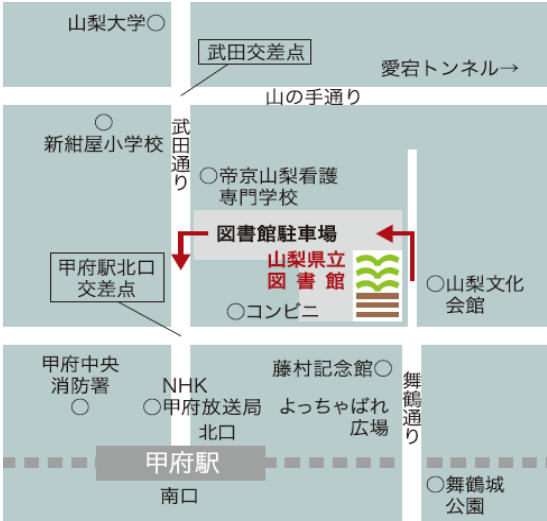 山梨大学
武田交差点
愛宕トンネル→
山の手通り
新紺屋小学校
武田通り
帝京山梨看護
専門学校
図書館駐車場
山梨県立
図書館
甲府駅北口
交差点
コンビニ
山梨文化
会館
甲府中央
消防署
NHK
甲府放送局
北口
藤村記念館
よっちゃばれ
広場
舞鶴通り
甲府駅
南口
舞鶴城
公園